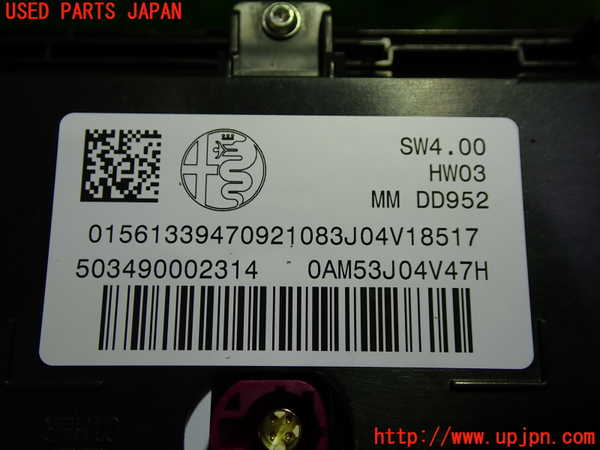 USED PARTS JAPAN
SW4.00
HW03
MM DD952
01561339470921083J04V18517
503490002314 0AM53J04V47H
http://www.upjpn.com/